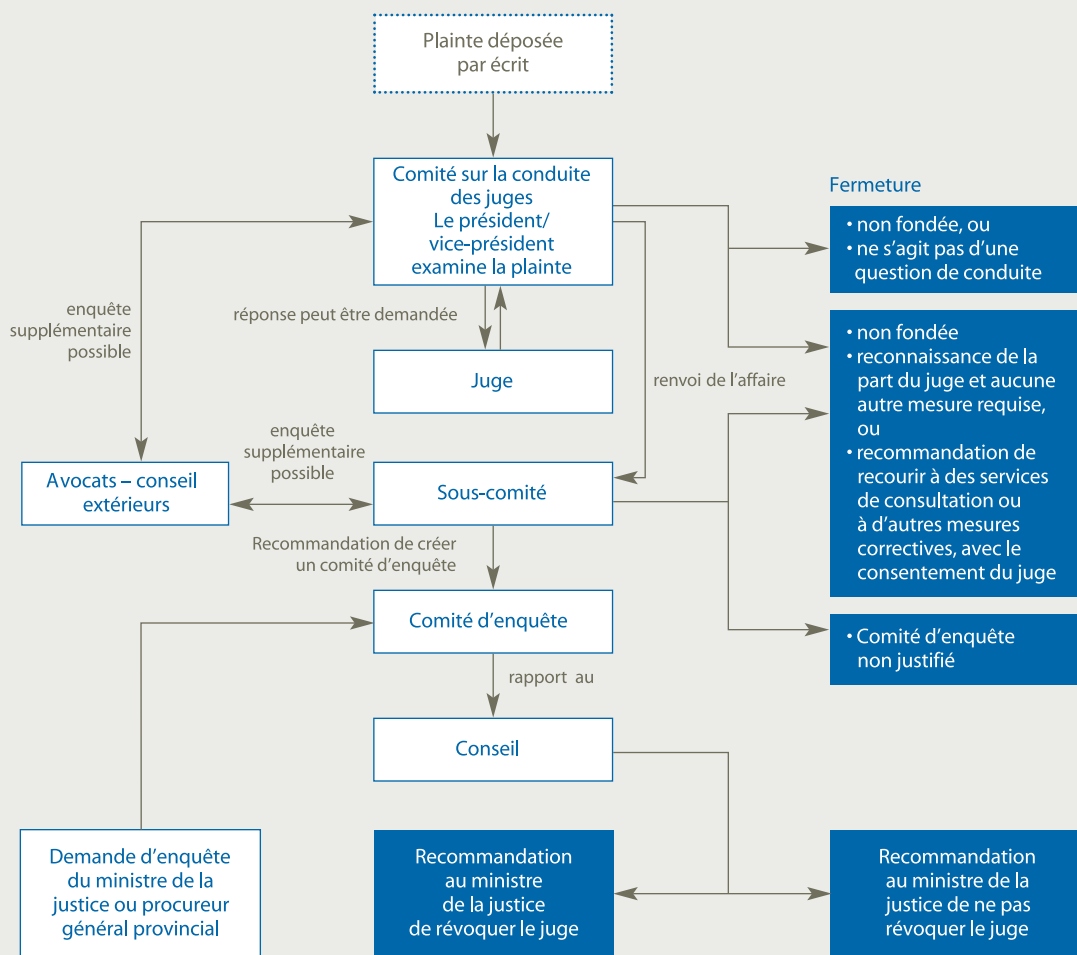 Plainte déposée
par écrit
Comité sur la conduite
des juges
Le président/
vice-président
examine la plainte
Fermeture
• non fondée, ou
• ne s’agit pas d’une
question de conduite
enquête
supplémentaire
possible
réponse peut être demandée
Juge
renvoi de l’affaire
• non fondée
• reconnaissance de la
part du juge et aucune
autre mesure requise,
ou
• recommandation de
recourir à des services
de consultation ou
à d’autres mesures
correctives, avec le
consentement du juge
enquête
supplémentaire
possible
Avocats – conseil
extérieurs
Sous-comité
Recommandation de créer
un comité d’enquête
Comité d’enquête
• Comité d’enquête
non justifié
rapport au
Conseil
Demande d’enquête
du ministre de la
justice ou procureur
général provincial
Recommandation
au ministre
de la justice
de révoquer le juge
Recommandation
au ministre de la
justice de ne pas
révoquer le juge